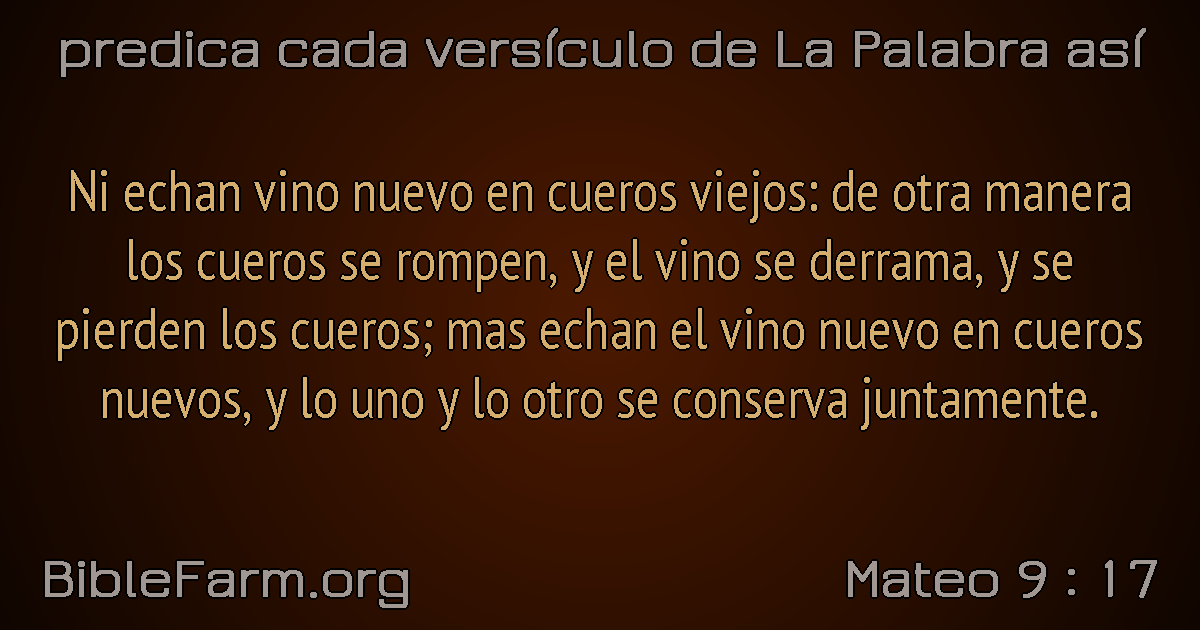 predica cada versículo de La Palabra así
Ni echan vino nuevo en cueros viejos: de otra manera
los cueros se rompen, y el vino se derrama, y se
pierden los cueros; mas echan el vino nuevo en cueros
nuevos, y lo uno y lo otro se conserva juntamente.
BibleFarm.org
Mateo 9 : 17